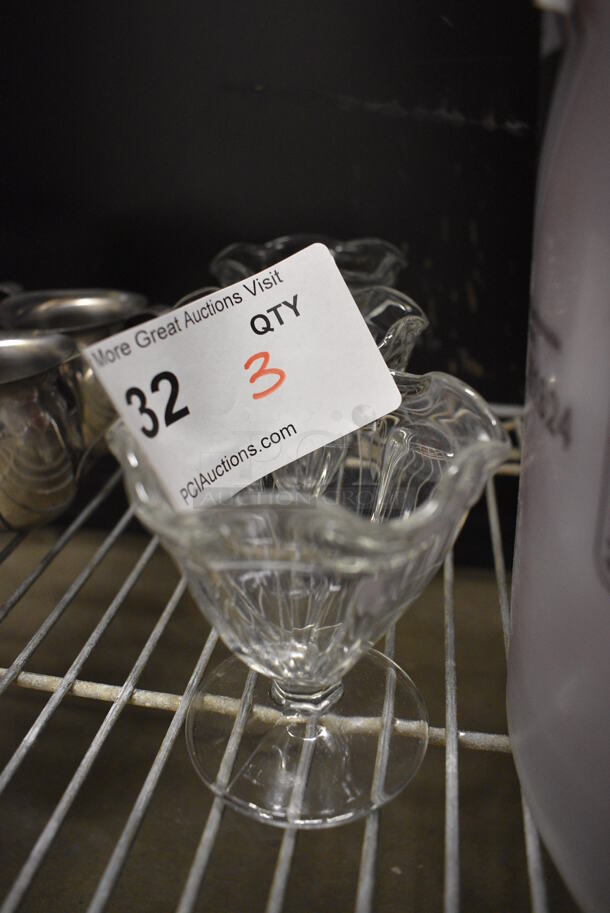 More Great Auctions Visit
QTY
32
3
PCIAuctions.com